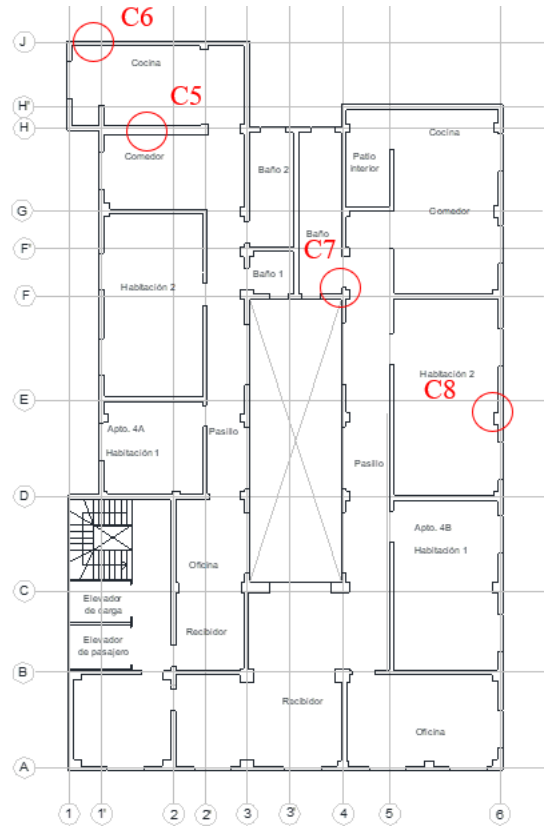 C6
J
Cocina
C5
H'
H
Cocina
Comedor
Baño 2
Patio
interior
G
Comedor
Baño
F'
C7
Baño 1
Habitación 2
F
Habitación 2
C8
E
Apto. 4A
Pasillo
Habitación 1
Pasillo
D
Apto. 4B
Habitación 1
Oficina
C
Elevador
de carga
Recibidor
Elevador
de pasajero
B
Recibidor
Oficina
A
1 1' 2 2' 3 3' 4 5 6